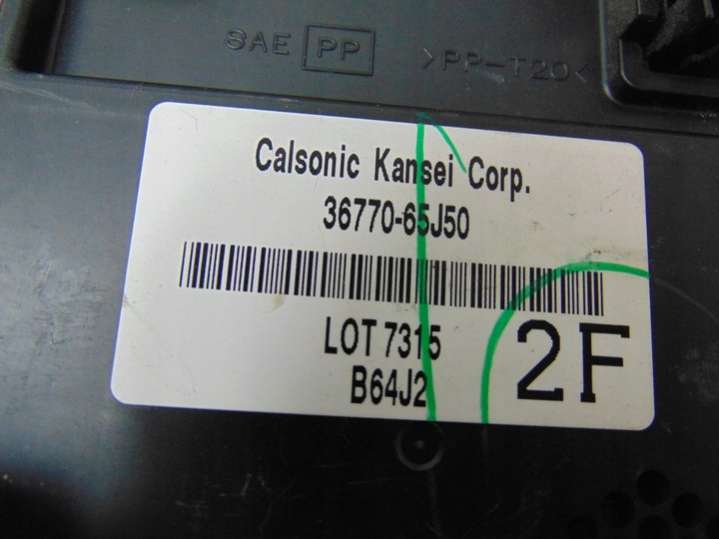 SAE PP >PP-T20<
Calsonic Kansei Corp.
36770-65J50
LOT 7315
B64J2
2F